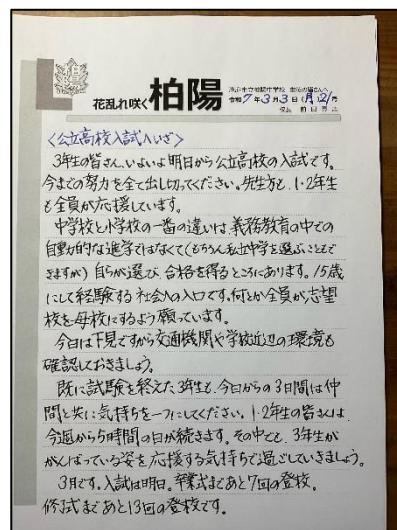 花乱れ咲く 柏陽
令和7年3月3日(月)121号
<公立高校入試へいざ>
3年生の皆さん、いよいよ明日から公立高校の入試です。
今までの努力を全て出し切ってください。先生方も、1・2年生
も全員が応援しています。
中学校と小学校の一番の違いは、義務教育の中での
自動的な進学ではなくて(もちろん私立中学を選ぶこともで
きますが)自らが選び、合格を得るところにあります。15歳
にして経験する社会への入口です。何とか全員が志望
校を母校にするよう願っています。
今日は下見ですから交通機関や学校近辺の環境も
確認しておきましょう。
既に試験を終えた3年生も、今日からの3日間は仲
間と共に気持ちを一つにしてください。1・2年生の皆さんは
今週から5時間の日が続きます。その中でも、3年生が
がんばっている姿を応援する気持ちで過ごしていきましょう。
3月です。入試は明日。卒業式まであと7回の登校。
修了式まであと13回の登校です。